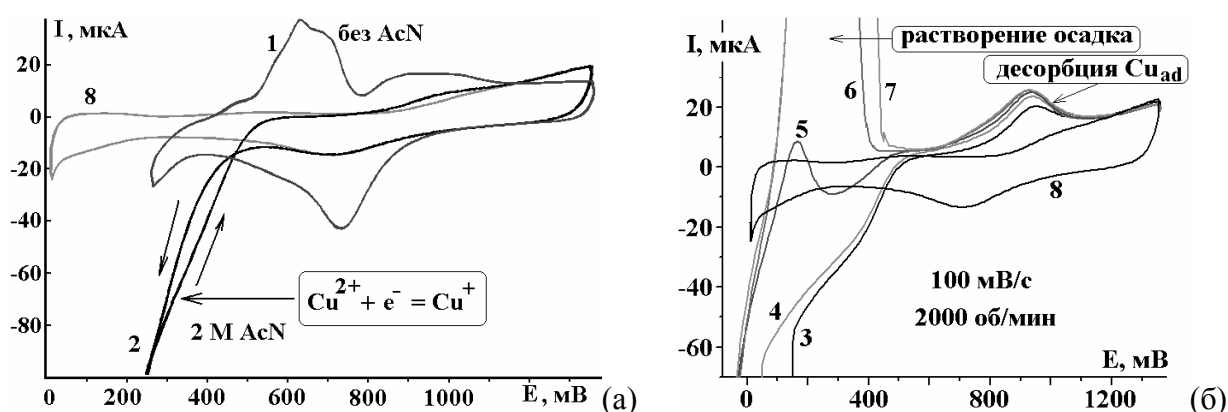 I, мкА
1
без AcN
20
8
0
-20
-40
-60
-80
Cu2+ + e- = Cu+
2
2 M AcN
0 200 400 600 800 1000 E, мВ
(а)
I, мкА
растворение осадка
десорбция Cuad
6
7
20
5
0
8
-20
100 мВ/с
-40
4
2000 об/мин
3
-60
E, мВ
0 400 800 1200
(б)